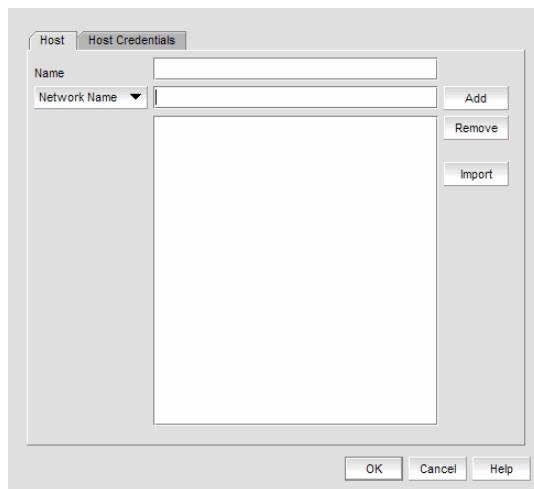 Host Host Credentials
Name
Network Name Add
Remove
Import
OK Cancel Help